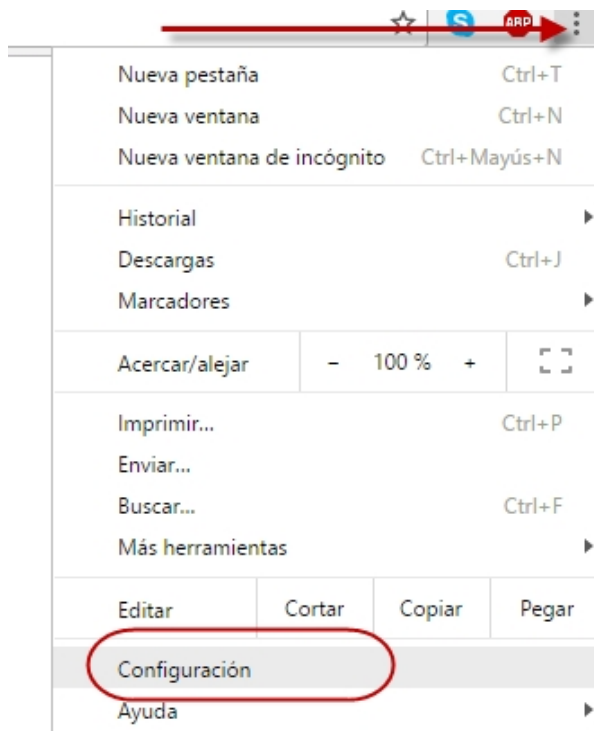 ABP
Nueva pestaña Ctrl+T
Nueva ventana Ctrl+N
Nueva ventana de incógnito Ctrl+Mayús+N
Historial
Descargas Ctrl+J
Marcadores
Acercar/alejar – 100 % +
Imprimir... Ctrl+P
Enviar...
Buscar... Ctrl+F
Más herramientas
Editar Cortar Copiar Pegar
Configuración
Ayuda